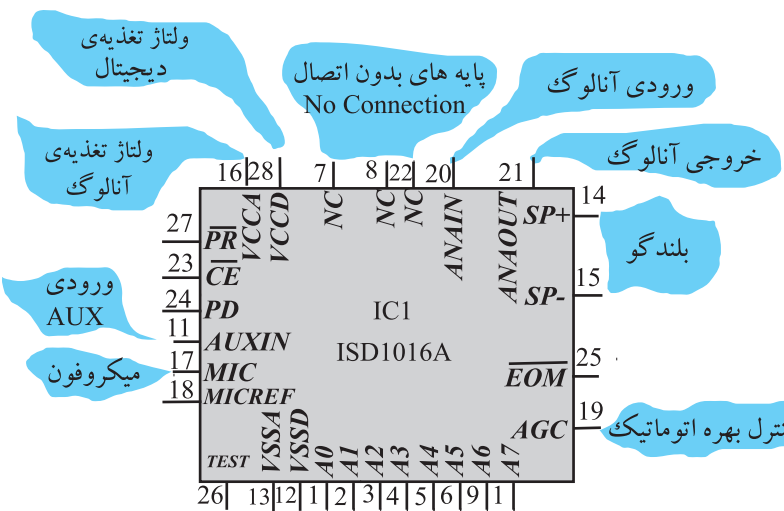 ولتاژ تغذیه‌ی
دیجیتال
پایه های بدون اتصال
No Connection
ورودی آنالوگ
ولتاژ تغذیه‌ی
آنالوگ
خروجی آنالوگ
16 28 7 8 22 20 21
VCCA VCCD NC NC NC ANAIN ANAOUT
27 PR
23 CE
24 PD
ورودی
AUX
11 AUXIN
میکروفون
17 MIC
18 MICREF
IC1
ISD1016A
SP+ 14
بلندگو
SP- 15
EOM 25
AGC 19
نترل بهره اتوماتیک
TEST VSSA VSSD A0 A1 A2 A3 A4 A5 A6 A7
26 13 12 1 2 3 4 5 6 9 1